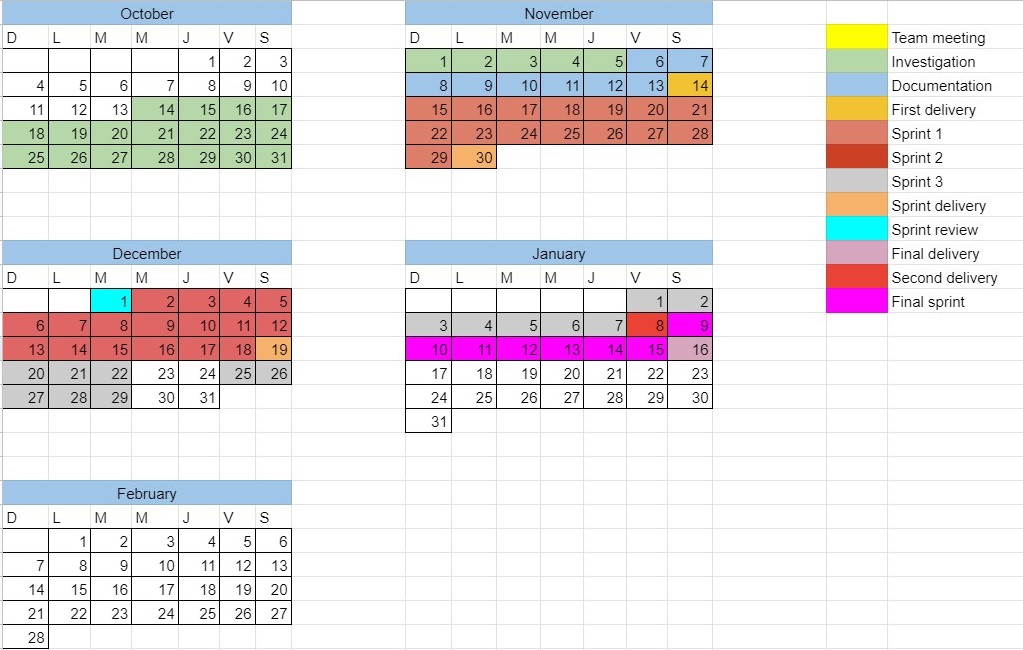 October November
D L M M J V S D L M M J V S Team meeting
1 2 3 1 2 3 4 5 6 7 Investigation
4 5 6 7 8 9 10 8 9 10 11 12 13 14 Documentation
11 12 13 14 15 16 17 15 16 17 18 19 20 21 First delivery
18 19 20 21 22 23 24 22 23 24 25 26 27 28 Sprint 1
25 26 27 28 29 30 31 29 30 Sprint 2
Sprint 3
Sprint delivery
Sprint review
December January Final delivery
D L M M J V S D L M M J V S Second delivery
1 2 3 4 5 1 2 Final sprint
6 7 8 9 10 11 12 3 4 5 6 7 8 9
13 14 15 16 17 18 19 10 11 12 13 14 15 16
20 21 22 23 24 25 26 17 18 19 20 21 22 23
27 28 29 30 31 24 25 26 27 28 29 30
31
February
D L M M J V S
1 2 3 4 5 6
7 8 9 10 11 12 13
14 15 16 17 18 19 20
21 22 23 24 25 26 27
28